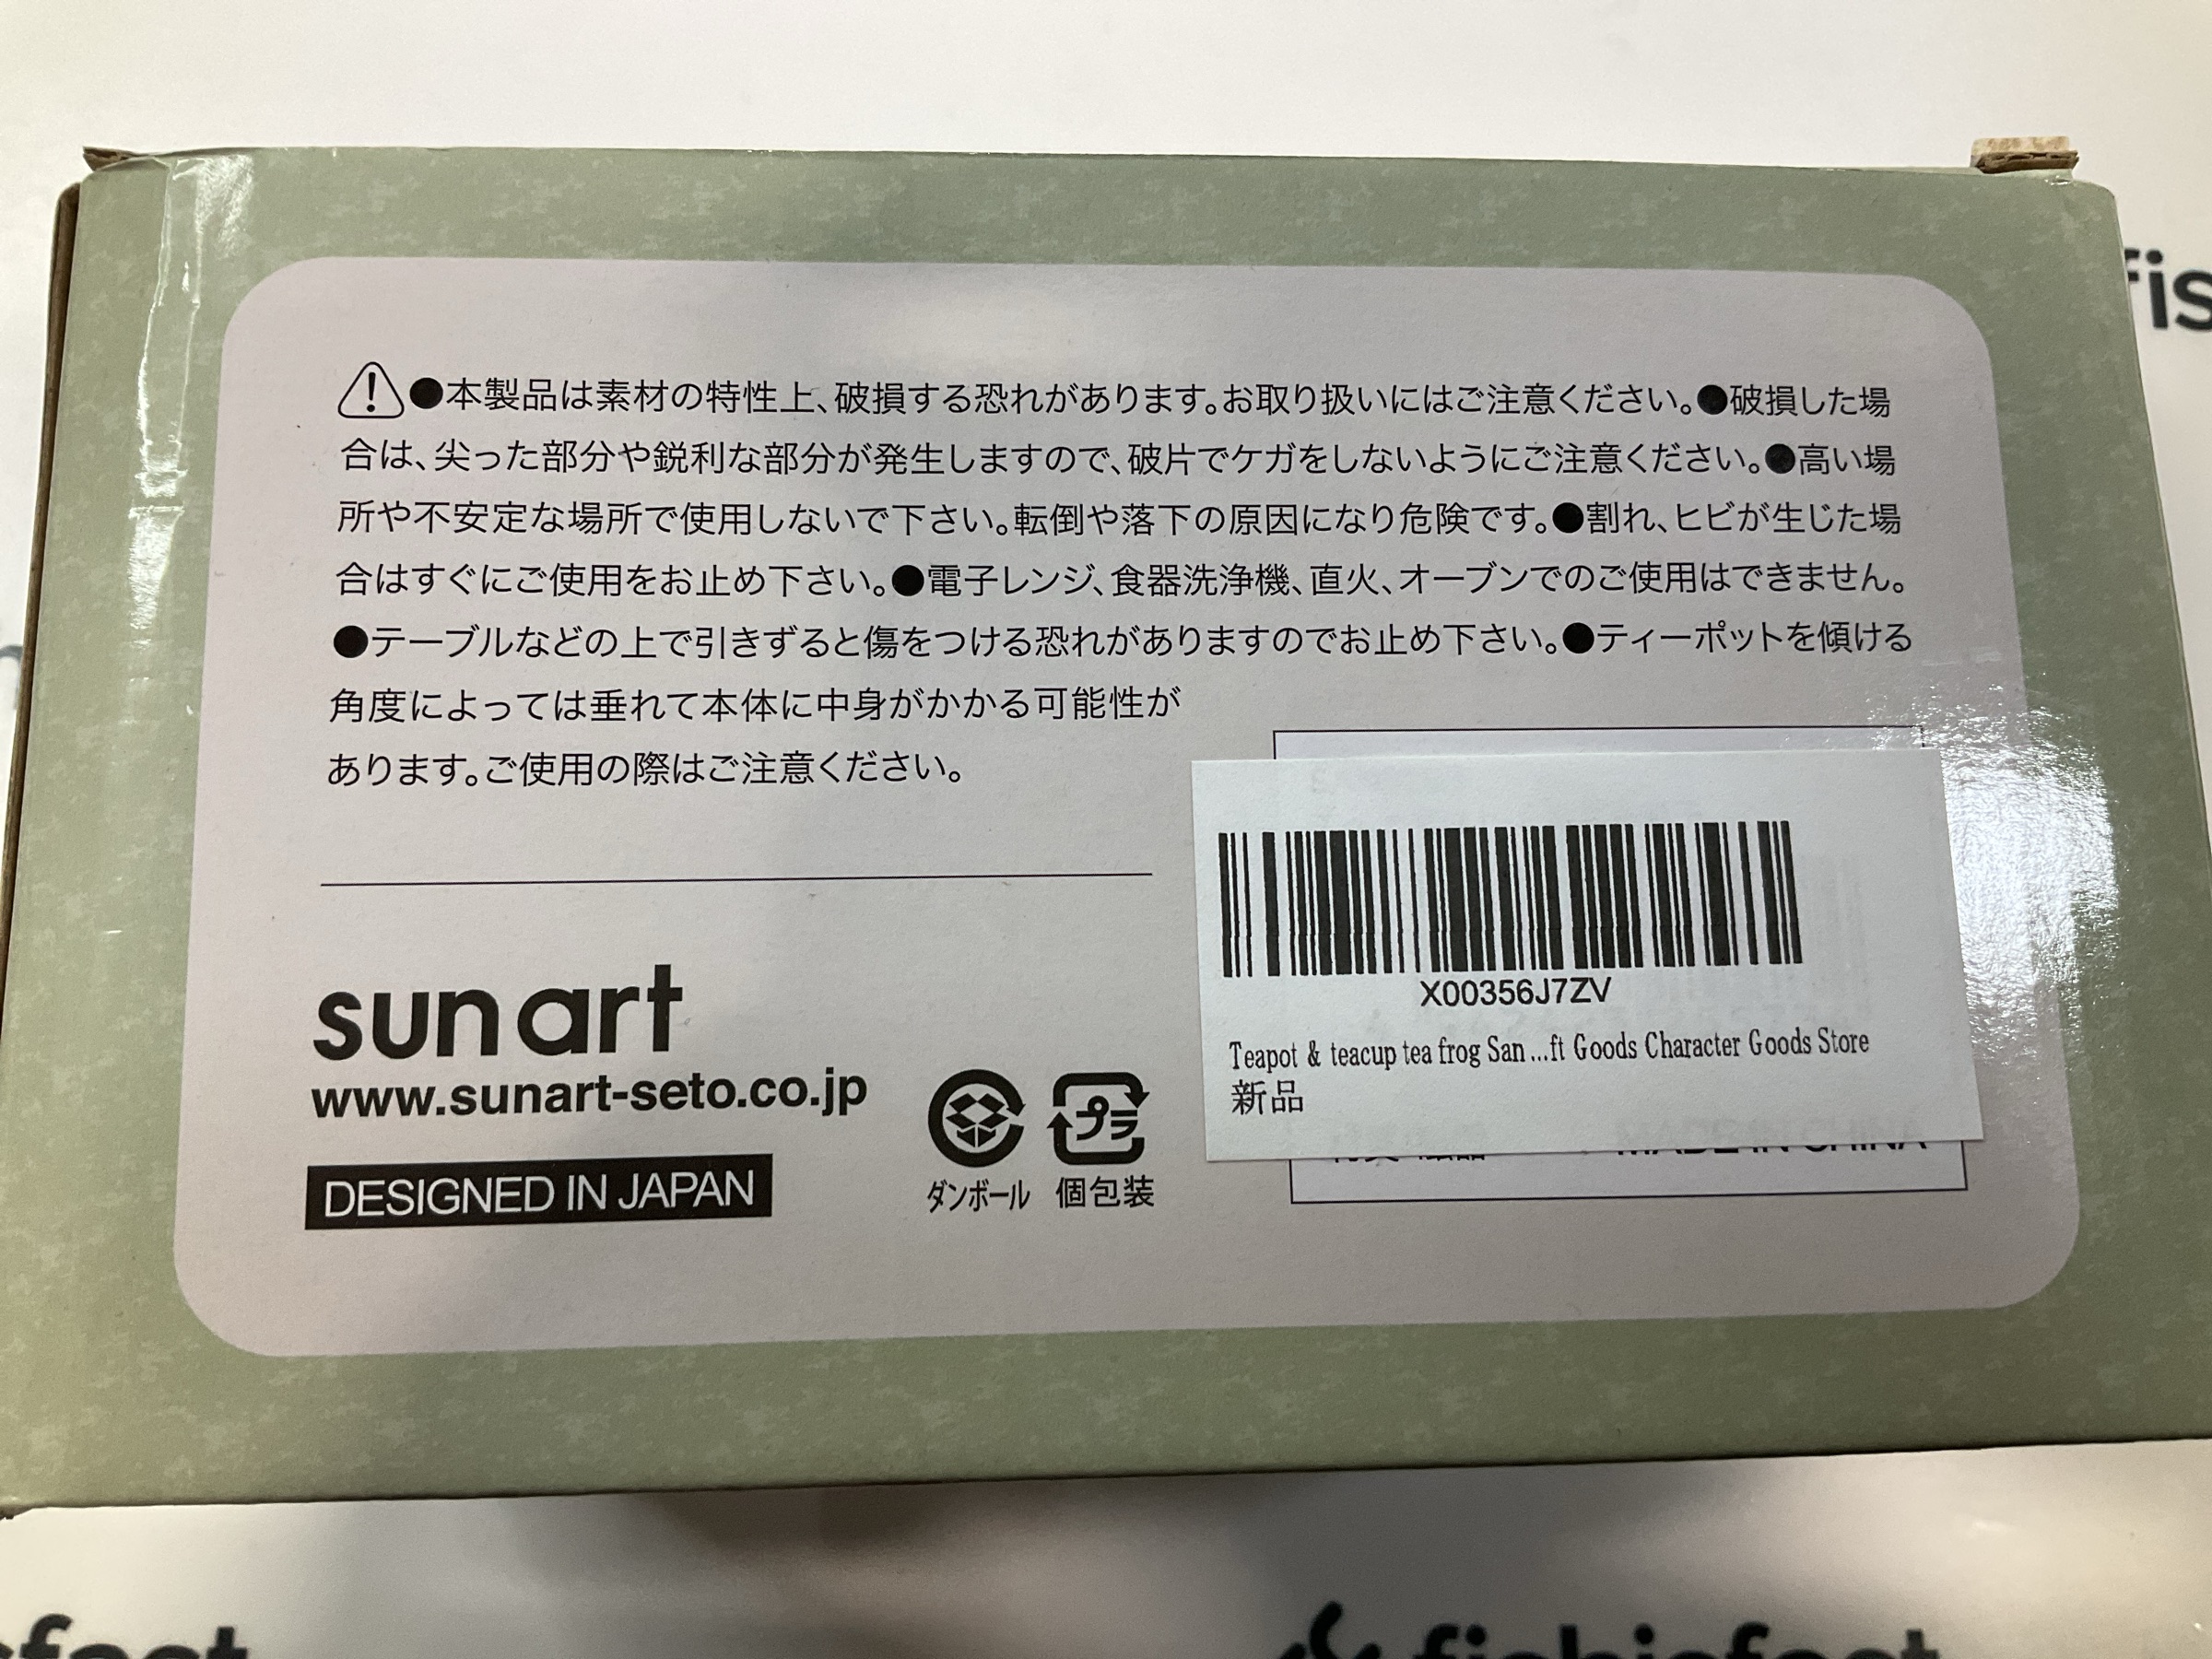 ●本製品は素材の特性上、破損する恐れがあります。お取り扱いにはご注意ください。●破損した場
合は、尖った部分や鋭利な部分が発生しますので、破片でケガをしないようにご注意ください。●高い場
所や不安定な場所で使用しないで下さい。転倒や落下の原因になり危険です。●割れ、ヒビが生じた場
合はすぐにご使用をお止め下さい。●電子レンジ、食器洗浄機、直火、オーブンでのご使用はできません。
●テーブルなどの上で引きずると傷をつける恐れがありますのでお止め下さい。●ティーポットを傾ける
角度によっては垂れて本体に中身がかかる可能性が
あります。ご使用の際はご注意ください。
sunart
www.sunart-seto.co.jp
DESIGNED IN JAPAN
プラ
ダンボール 個包装
X00356J7ZV
Teapot & teacup tea frog San ...ft Goods Character Goods Store
新品
MADE IN CHINA